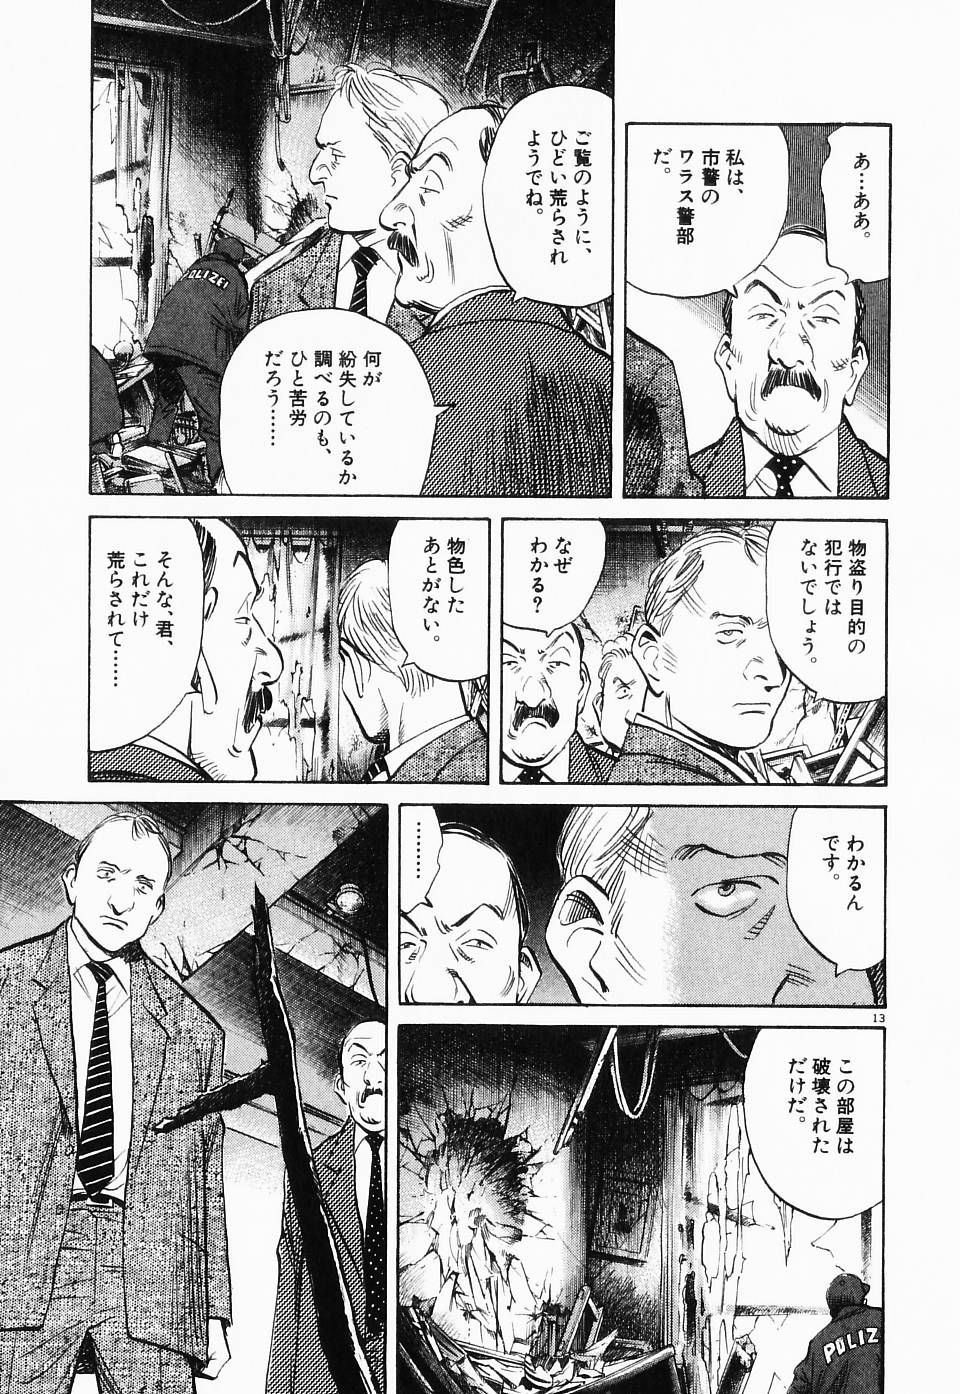 あ…ああ。
私は、
市警の
ワラス警部
だ。
ご覧のように、
ひどい荒らされ
ようでね。
何が
紛失しているか
調べるのも、
ひと苦労
だろう……
POLIZEI
物盗り目的の
犯行では
ないでしょう。
なぜ
わかる？
物色した
あとがない。
そんな、君、
これだけ
荒らされて……
わかるん
です。
…………
13
この部屋は
破壊された
だけだ。
POLIZ